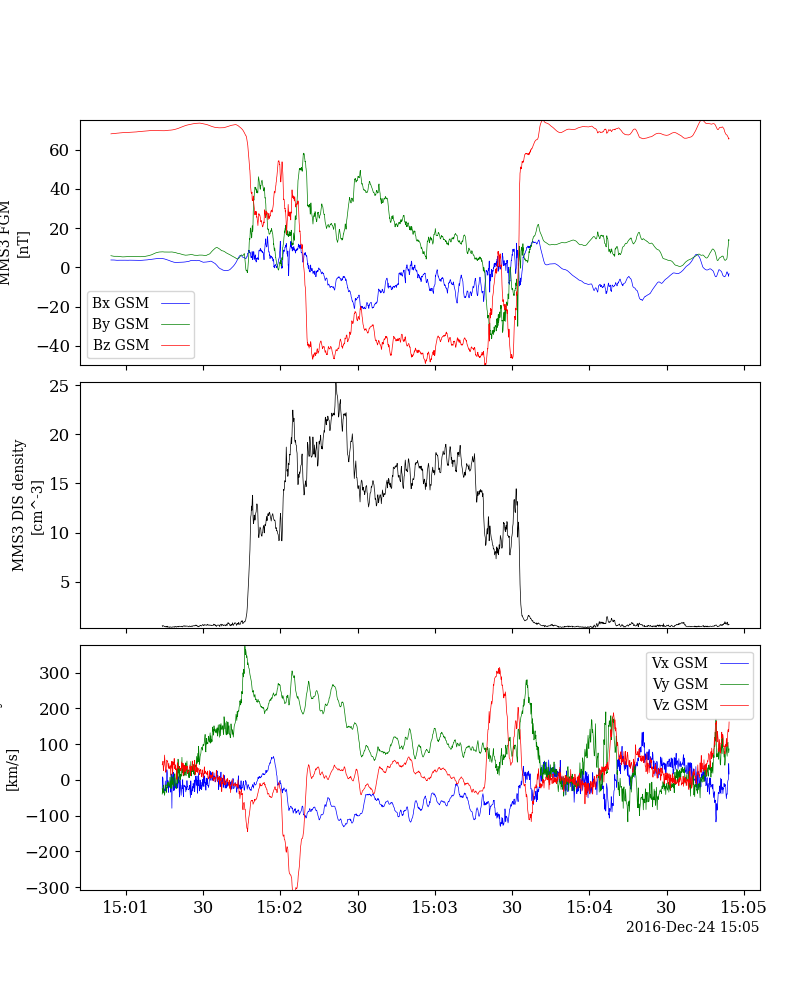 60
40
20
0
−20
−40
MMS3 FGM
[nT]
Bx GSM
By GSM
Bz GSM
25
20
15
10
5
MMS3 DIS density
[cm^-3]
300
200
100
0
−100
−200
−300
[km/s]
Vx GSM
Vy GSM
Vz GSM
15:01 30 15:02 30 15:03 30 15:04 30 15:05
2016-Dec-24 15:05